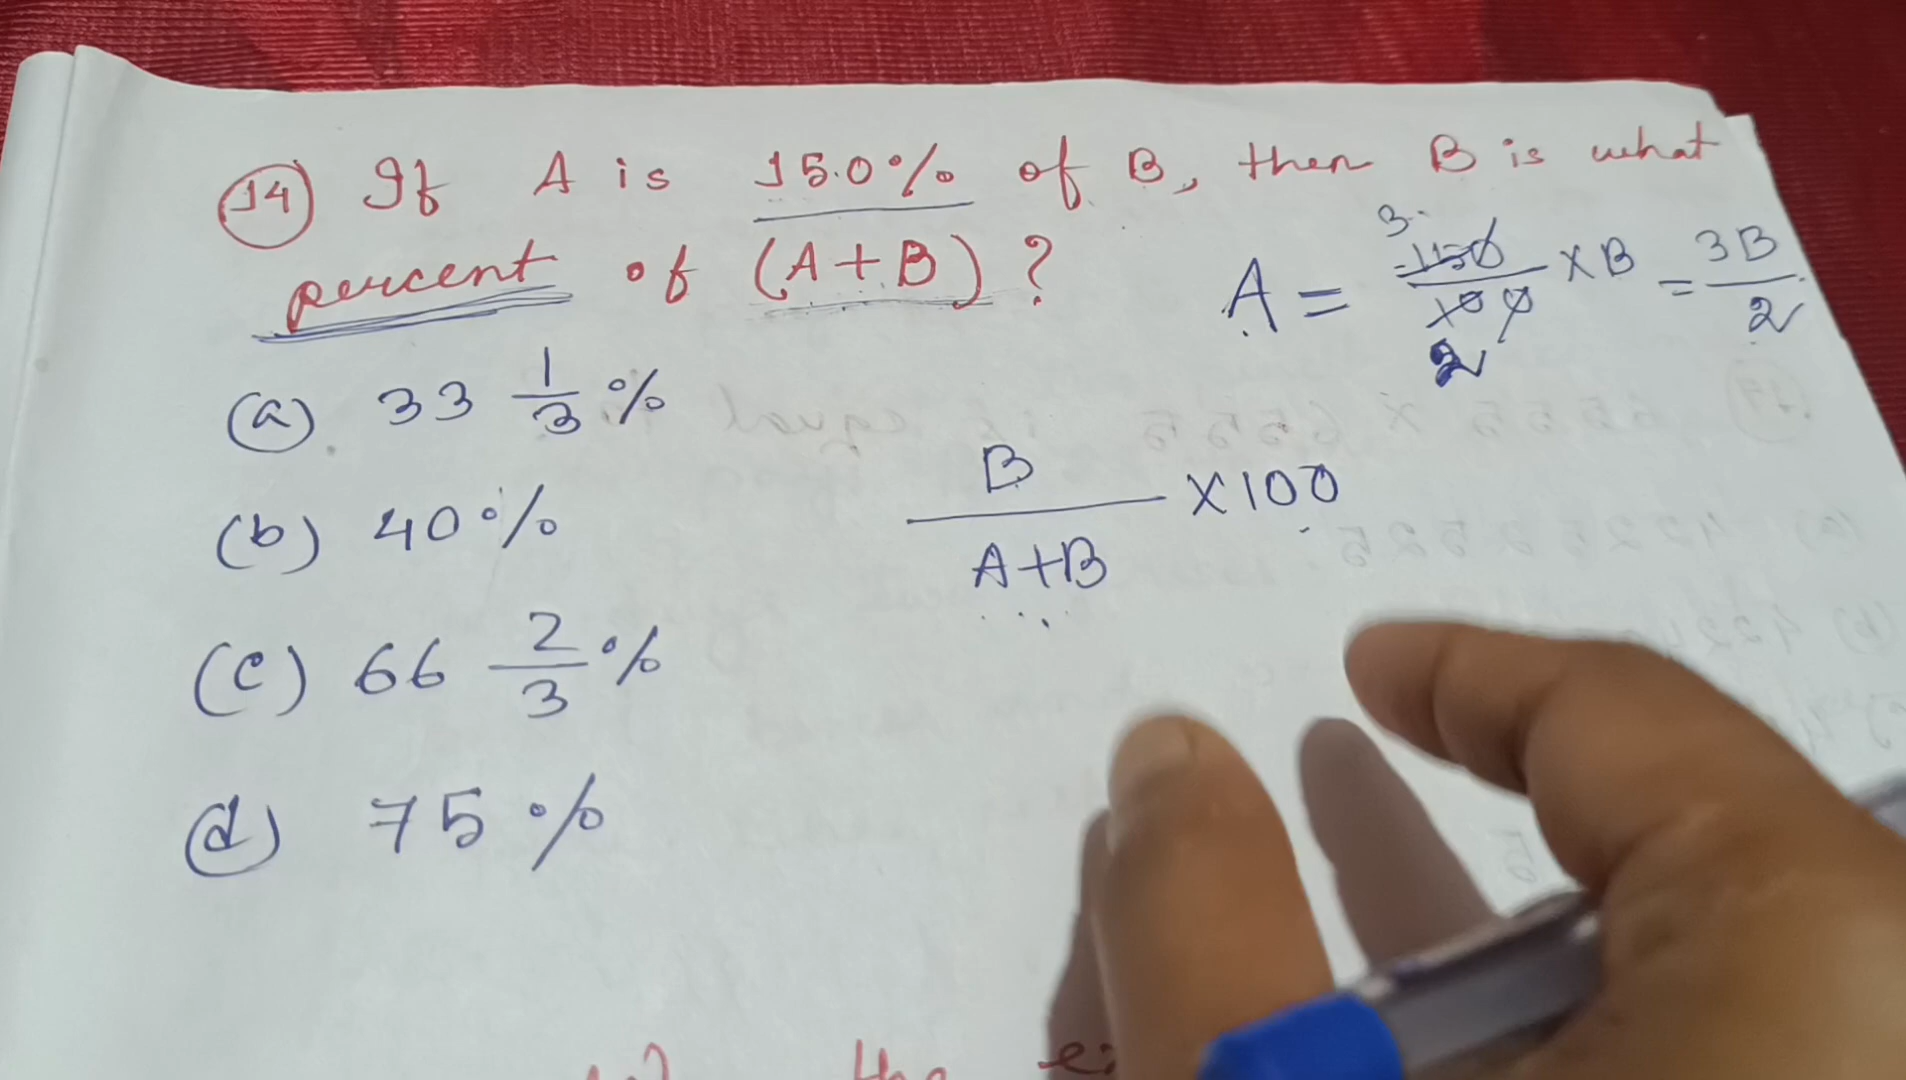 14 If A is 150% of B, then B is what
percent of (A+B) ?
A = 150/100 × B = 3B/2
3
2
(a) 33 1/3 %
(b) 40%
(c) 66 2/3 %
(d) 75%
B/A+B × 100
the